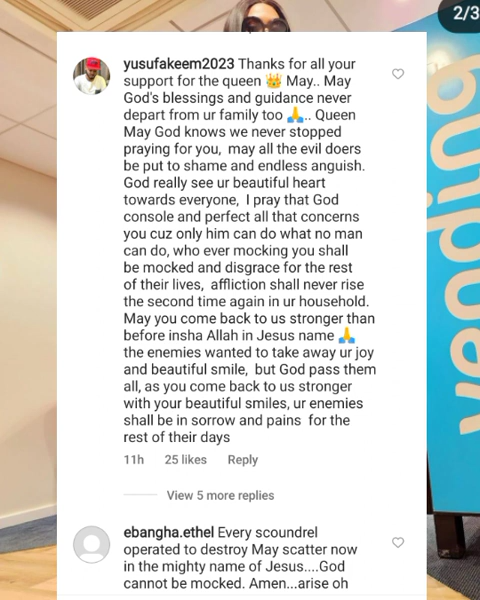 2/3
yusufakeem2023 Thanks for all your
support for the queen 👑 May.. May
God's blessings and guidance never
depart from ur family too 🙏.. Queen
May God knows we never stopped
praying for you, may all the evil doers
be put to shame and endless anguish.
God really see ur beautiful heart
towards everyone, I pray that God
console and perfect all that concerns
you cuz only him can do what no man
can do, who ever mocking you shall
be mocked and disgrace for the rest
of their lives, affliction shall never rise
the second time again in ur household.
May you come back to us stronger than
before insha Allah in Jesus name 🙏
the enemies wanted to take away ur joy
and beautiful smile, but God pass them
all, as you come back to us stronger
with your beautiful smiles, ur enemies
shall be in sorrow and pains for the
rest of their days
11h 25 likes Reply
View 5 more replies
ebangha.ethel Every scoundrel
operated to destroy May scatter now
in the mighty name of Jesus....God
cannot be mocked. Amen...arise oh
vending